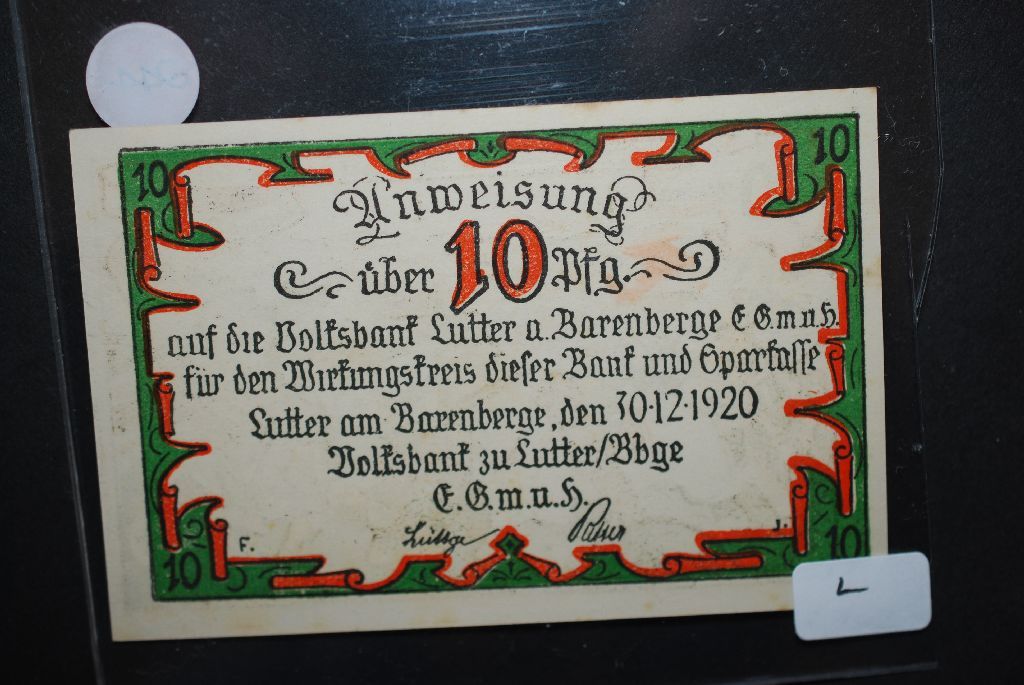 10 10
Anweisung
über 10 Pfg.
auf die Volksbank Lutter a. Barenberge E G.m.u.H.
für den Wirkungskreis dieser Bank und Sparkasse
Lutter am Barenberge, den 30·12·1920
Volksbank zu Lutter/Bbge
E.G.m.u.H.
F. Lüttge J.
10 10
L